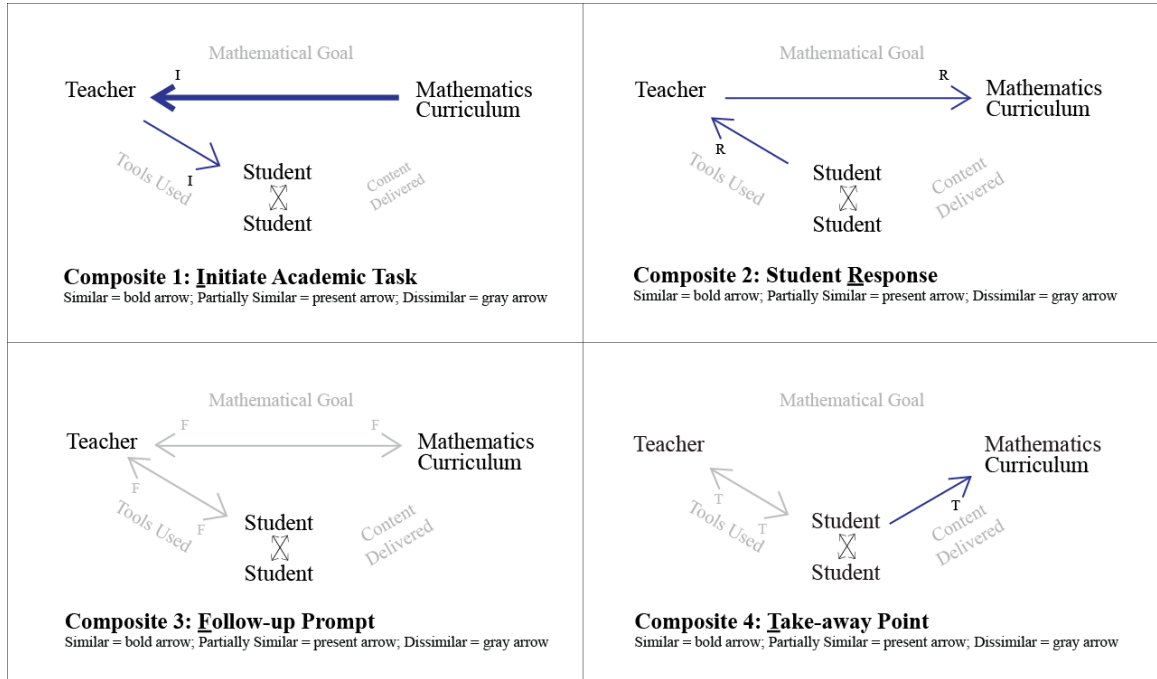 Mathematical Goal
I
Teacher
Mathematics
Curriculum
Tools Used
I
Student
Student
Content
Delivered
Composite 1: Initiate Academic Task
Similar = bold arrow; Partially Similar = present arrow; Dissimilar = gray arrow
Mathematical Goal
R
Teacher
Mathematics
Curriculum
R
Tools Used
Student
Student
Content
Delivered
Composite 2: Student Response
Similar = bold arrow; Partially Similar = present arrow; Dissimilar = gray arrow
Mathematical Goal
F
F
Teacher
Mathematics
Curriculum
F
Tools Used
F
Student
Student
Content
Delivered
Composite 3: Follow-up Prompt
Similar = bold arrow; Partially Similar = present arrow; Dissimilar = gray arrow
Mathematical Goal
Teacher
Mathematics
Curriculum
T
Tools Used
T
Student
Student
T
Content
Delivered
Composite 4: Take-away Point
Similar = bold arrow; Partially Similar = present arrow; Dissimilar = gray arrow